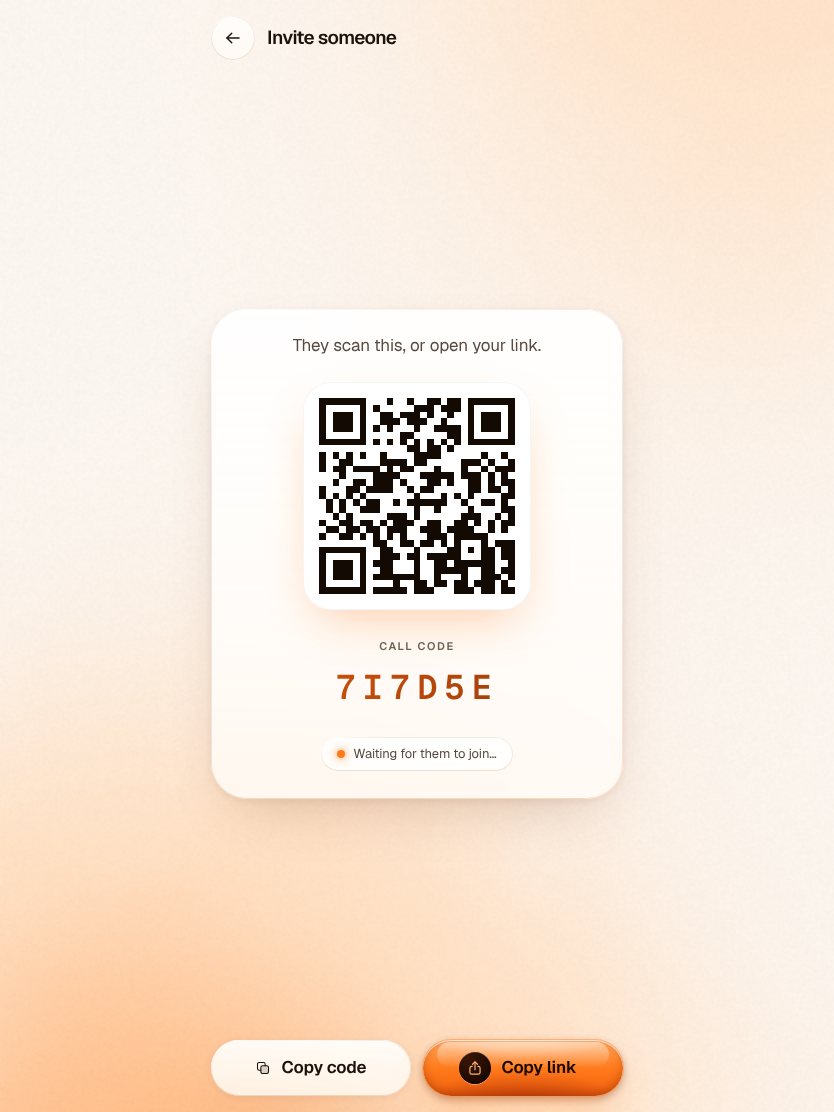 Invite someone
They scan this, or open your link.
CALL CODE
7I7D5E
Waiting for them to join...
Copy code
Copy link